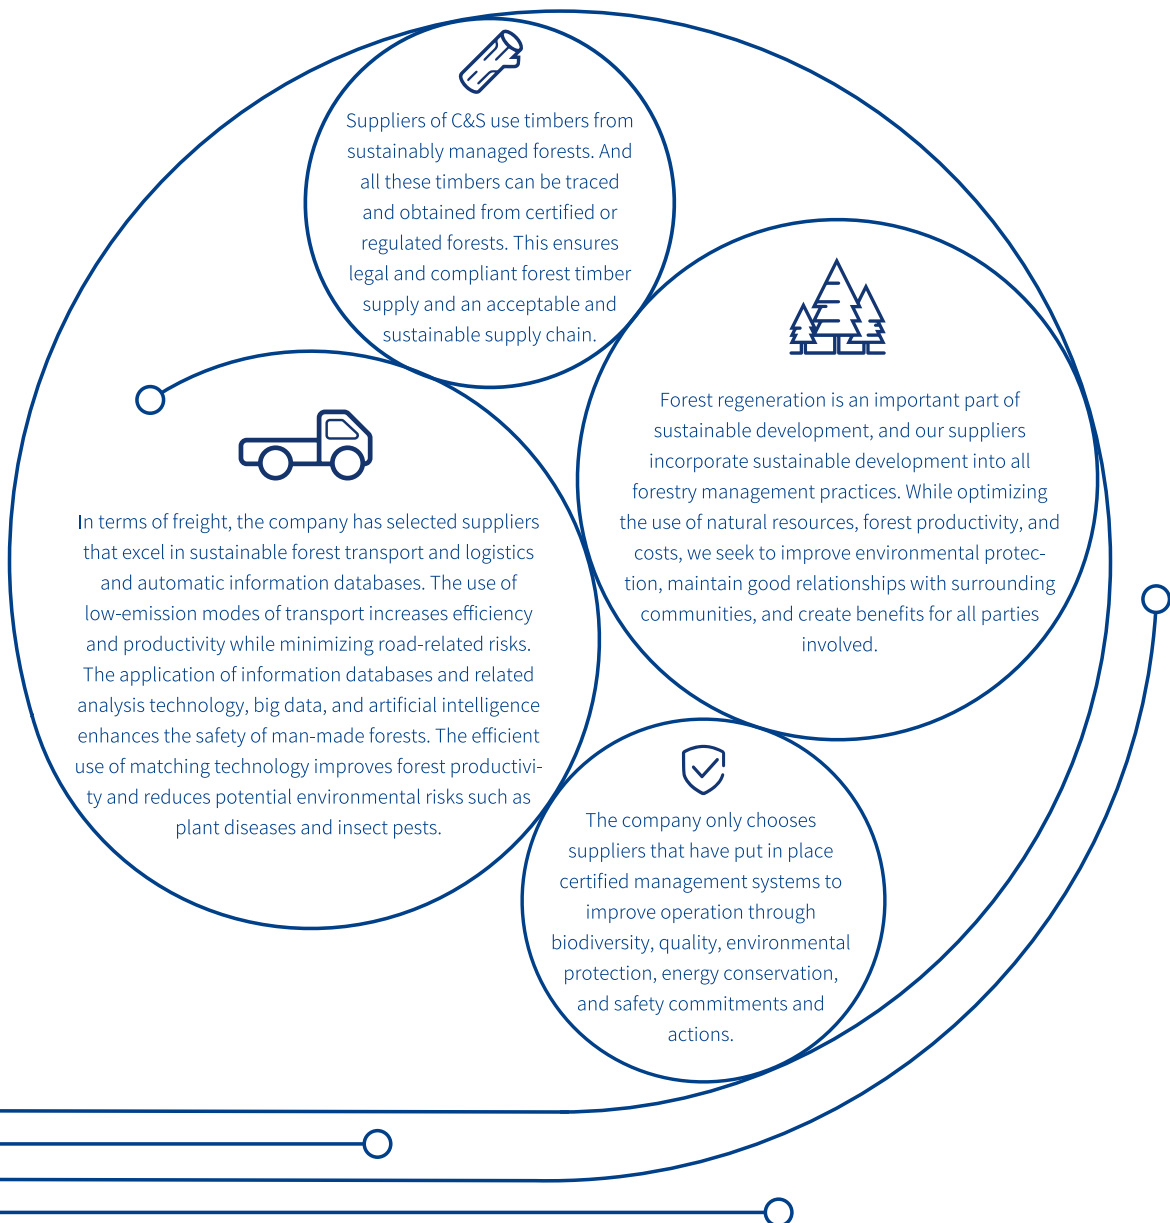 Suppliers of C&S use timbers from
sustainably managed forests. And
all these timbers can be traced
and obtained from certified or
regulated forests. This ensures
legal and compliant forest timber
supply and an acceptable and
sustainable supply chain.
Forest regeneration is an important part of
sustainable development, and our suppliers
incorporate sustainable development into all
forestry management practices. While optimizing
the use of natural resources, forest productivity, and
costs, we seek to improve environmental protec-
tion, maintain good relationships with surrounding
communities, and create benefits for all parties
involved.
In terms of freight, the company has selected suppliers
that excel in sustainable forest transport and logistics
and automatic information databases. The use of
low-emission modes of transport increases efficiency
and productivity while minimizing road-related risks.
The application of information databases and related
analysis technology, big data, and artificial intelligence
enhances the safety of man-made forests. The efficient
use of matching technology improves forest productivi-
ty and reduces potential environmental risks such as
plant diseases and insect pests.
The company only chooses
suppliers that have put in place
certified management systems to
improve operation through
biodiversity, quality, environmental
protection, energy conservation,
and safety commitments and
actions.